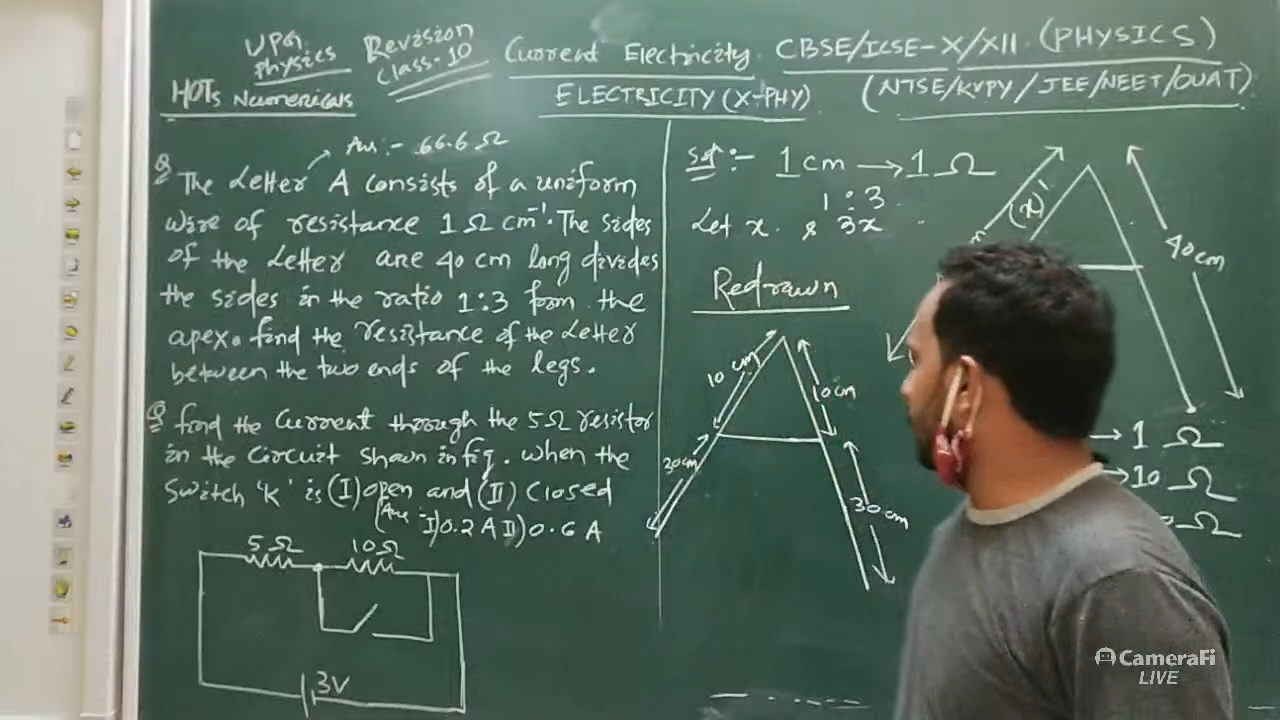 UPG Physics
Revision Class-10
Current Electricity
CBSE/ICSE-X/XII (PHYSICS)
HOTs Numericals
ELECTRICITY (X-PHY)
(NTSE/KVPY/JEE/NEET/OUAT)
Ans :- 66.6 Ω
Q The Letter A consists of a uniform
wire of resistance 1 Ω cm⁻¹. The sides
of the Letter are 40 cm long divides
the sides in the ratio 1:3 form the
apex. find the resistance of the Letter
between the two ends of the legs.
Q find the current through the 5Ω resistor
in the circuit shown in fig. when the
switch 'K' is (I) open and (II) closed
(Ans :- I) 0.2 A II) 0.6 A
5Ω 10Ω
3V
Sol :- 1 cm → 1 Ω
1 : 3
Let x & 3x
Redrawn
10 cm
10 cm
30 cm
30 cm
(x)
40 cm
→ 1 Ω
→ 10 Ω
Ω
CameraFi
LIVE